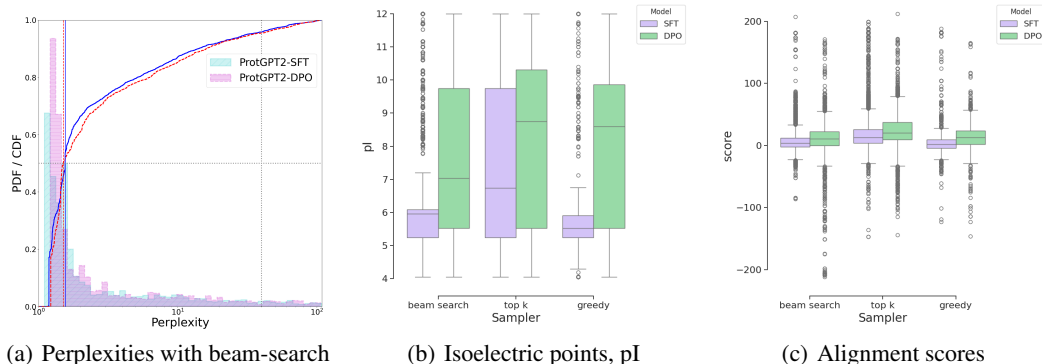 1.0
0.8
0.6
0.4
0.2
0.0
PDF / CDF
ProtGPT2-SFT
ProtGPT2-DPO
10⁰
10¹
10²
Perplexity
(a) Perplexities with beam-search
12
11
10
9
8
7
6
5
4
pI
Model
SFT
DPO
beam search
top k
greedy
Sampler
(b) Isoelectric points, pI
200
100
0
−100
−200
score
Model
SFT
DPO
beam search
top k
greedy
Sampler
(c) Alignment scores